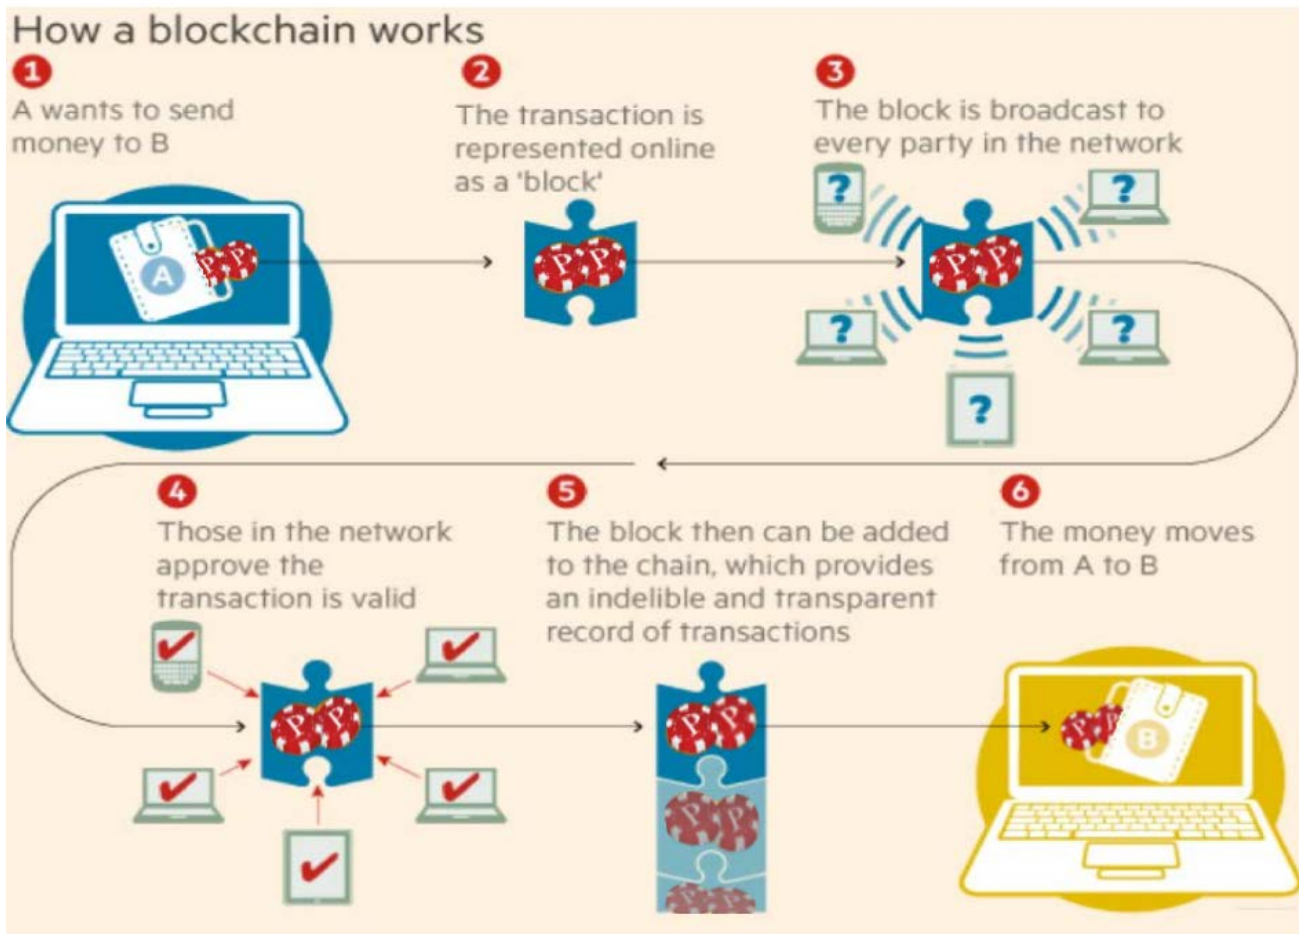 How a blockchain works
1
A wants to send
money to B
2
The transaction is
represented online
as a 'block'
3
The block is broadcast to
every party in the network
?
?
A
P P
P P
P P
?
?
?
4
Those in the network
approve the
transaction is valid
5
The block then can be added
to the chain, which provides
an indelible and transparent
record of transactions
6
The money moves
from A to B
P P
P P
P
B
P